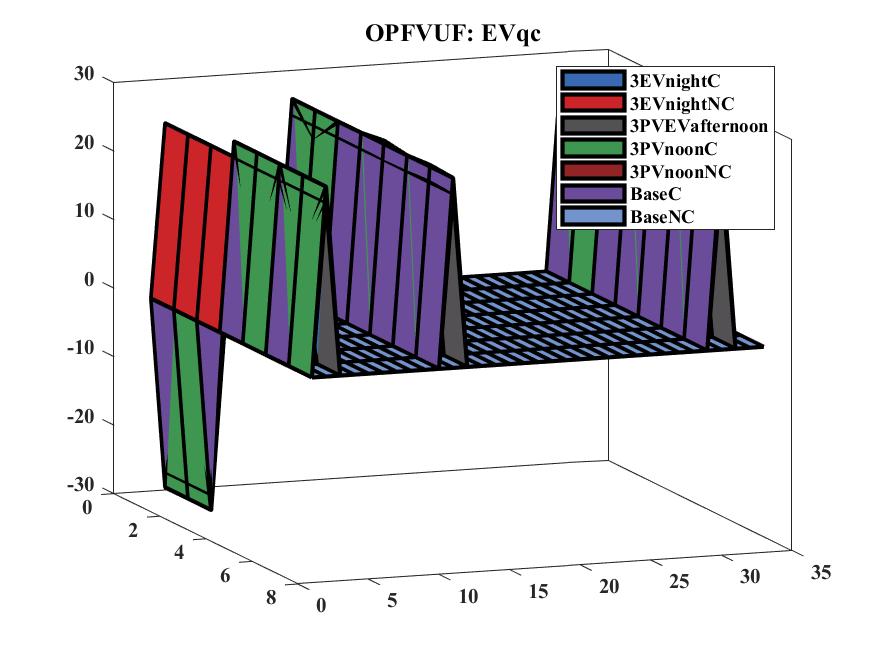 OPFVUF: EVqc
30
20
10
0
-10
-20
-30
3EVnightC
3EVnightNC
3PVEVafternoon
3PVnoonC
3PVnoonNC
BaseC
BaseNC
0
2
4
6
8
0
5
10
15
20
25
30
35